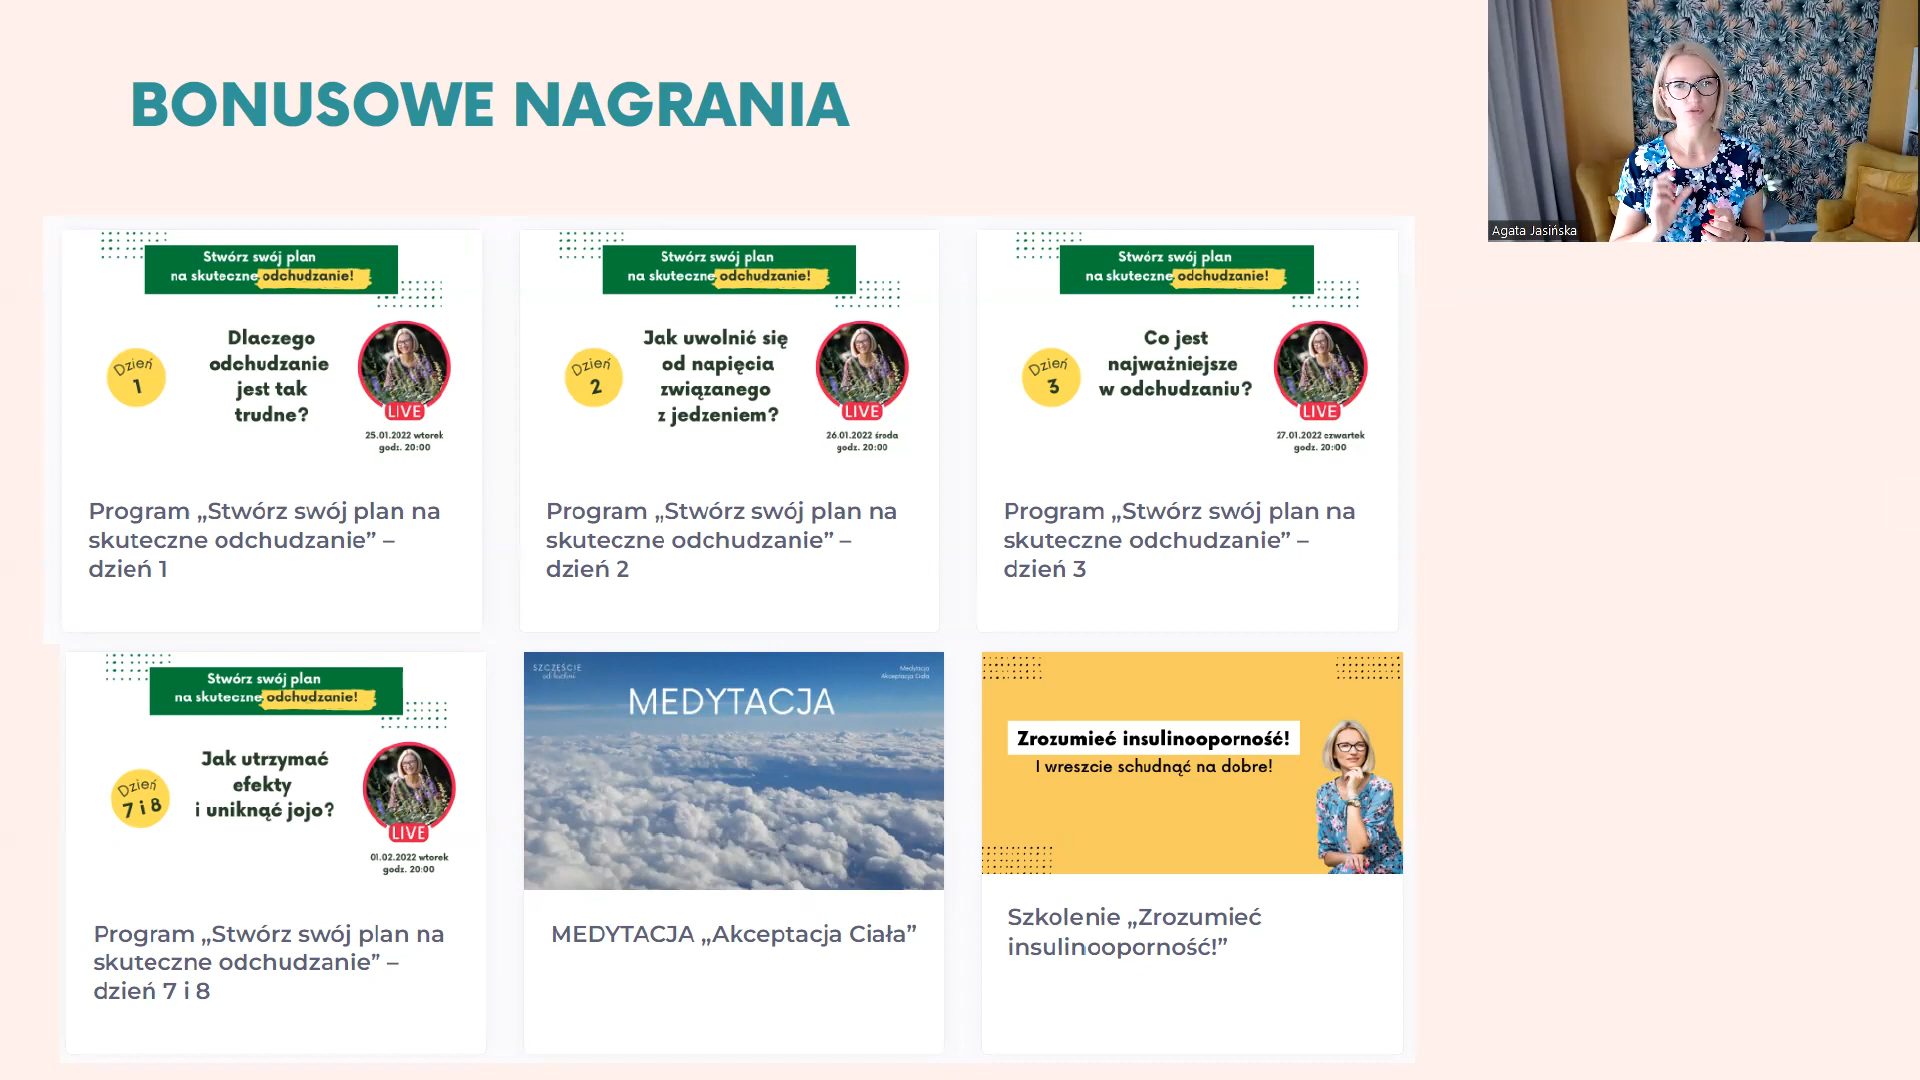 BONUSOWE NAGRANIA
Agata Jasińska
Stwórz swój plan
na skuteczne odchudzanie!
Dzień
1
Dlaczego
odchudzanie
jest tak
trudne?
LIVE
25.01.2022 wtorek
godz. 20:00
Program „Stwórz swój plan na
skuteczne odchudzanie” –
dzień 1
Stwórz swój plan
na skuteczne odchudzanie!
Dzień
2
Jak uwolnić się
od napięcia
związanego
z jedzeniem?
LIVE
26.01.2022 środa
godz. 20:00
Program „Stwórz swój plan na
skuteczne odchudzanie” –
dzień 2
Stwórz swój plan
na skuteczne odchudzanie!
Dzień
3
Co jest
najważniejsze
w odchudzaniu?
LIVE
27.01.2022 czwartek
godz. 20:00
Program „Stwórz swój plan na
skuteczne odchudzanie” –
dzień 3
Stwórz swój plan
na skuteczne odchudzanie!
Dzień
7 i 8
Jak utrzymać
efekty
i uniknąć jojo?
LIVE
01.02.2022 wtorek
godz. 20:00
Program „Stwórz swój plan na
skuteczne odchudzanie” –
dzień 7 i 8
SZCZĘŚCIE
od kuchni
Medytacja
Akceptacja Ciała
MEDYTACJA
MEDYTACJA „Akceptacja Ciała”
Zrozumieć insulinooporność!
I wreszcie schudnąć na dobre!
Szkolenie „Zrozumieć
insulinooporność!”